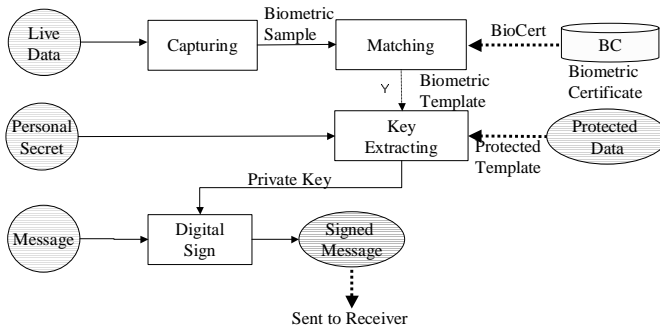 Live
Data
Capturing
Biometric
Sample
Matching
BioCert
BC
Biometric
Certificate
Y
Biometric
Template
Personal
Secret
Key
Extracting
Protected
Template
Protected
Data
Private Key
Message
Digital
Sign
Signed
Message
Sent to Receiver